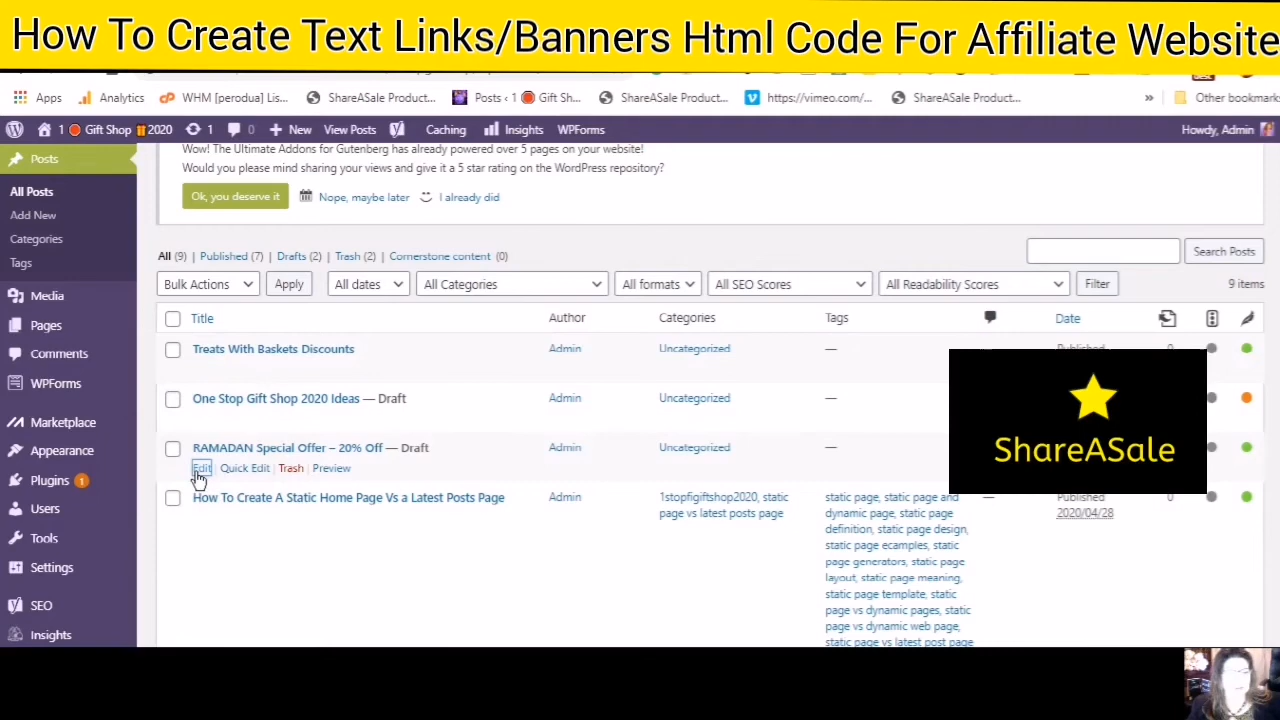 How To Create Text Links/Banners Html Code For Affiliate Website
Apps Analytics WHM [perodua] Lis... ShareASale Product... Posts ‹ 1 Gift Sh... ShareASale Product... https://vimeo.com/... ShareASale Product... » Other bookmarks
1 Gift Shop 2020 1 0 + New View Posts Caching Insights WPForms Howdy, Admin
Wow! The Ultimate Addons for Gutenberg has already powered over 5 pages on your website!
Would you please mind sharing your views and give it a 5 star rating on the WordPress repository?
Ok, you deserve it Nope, maybe later I already did
Posts
All Posts
Add New
Categories
Tags
Media
Pages
Comments
WPForms
Marketplace
Appearance
Plugins 1
Users
Tools
Settings
SEO
Insights
All (9) | Published (7) | Drafts (2) | Trash (2) | Cornerstone content (0)
Search Posts
Bulk Actions Apply All dates All Categories All formats All SEO Scores All Readability Scores Filter 9 items
Title Author Categories Tags Date
Treats With Baskets Discounts Admin Uncategorized — Published 0
One Stop Gift Shop 2020 Ideas — Draft Admin Uncategorized —
RAMADAN Special Offer – 20% Off — Draft Admin Uncategorized —
Edit | Quick Edit | Trash | Preview
ShareASale
How To Create A Static Home Page Vs a Latest Posts Page Admin 1stopfigiftshop2020, static static page, static page and — Published 0
page vs latest posts page dynamic page, static page 2020/04/28
definition, static page design,
static page ecamples, static
page generators, static page
layout, static page meaning,
static page template, static
page vs dynamic pages, static
page vs dynamic web page,
static page vs latest post page